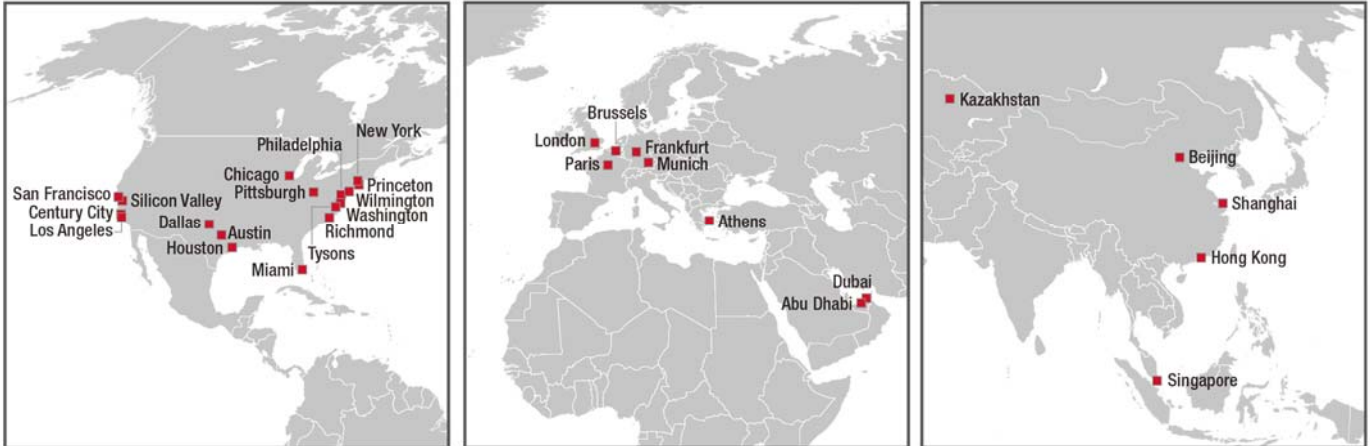 New York
Philadelphia
Chicago
Pittsburgh
Princeton
Wilmington
Washington
Richmond
San Francisco
Silicon Valley
Century City
Los Angeles
Dallas
Austin
Houston
Tysons
Miami
Brussels
London
Frankfurt
Paris
Munich
Athens
Dubai
Abu Dhabi
Kazakhstan
Beijing
Shanghai
Hong Kong
Singapore